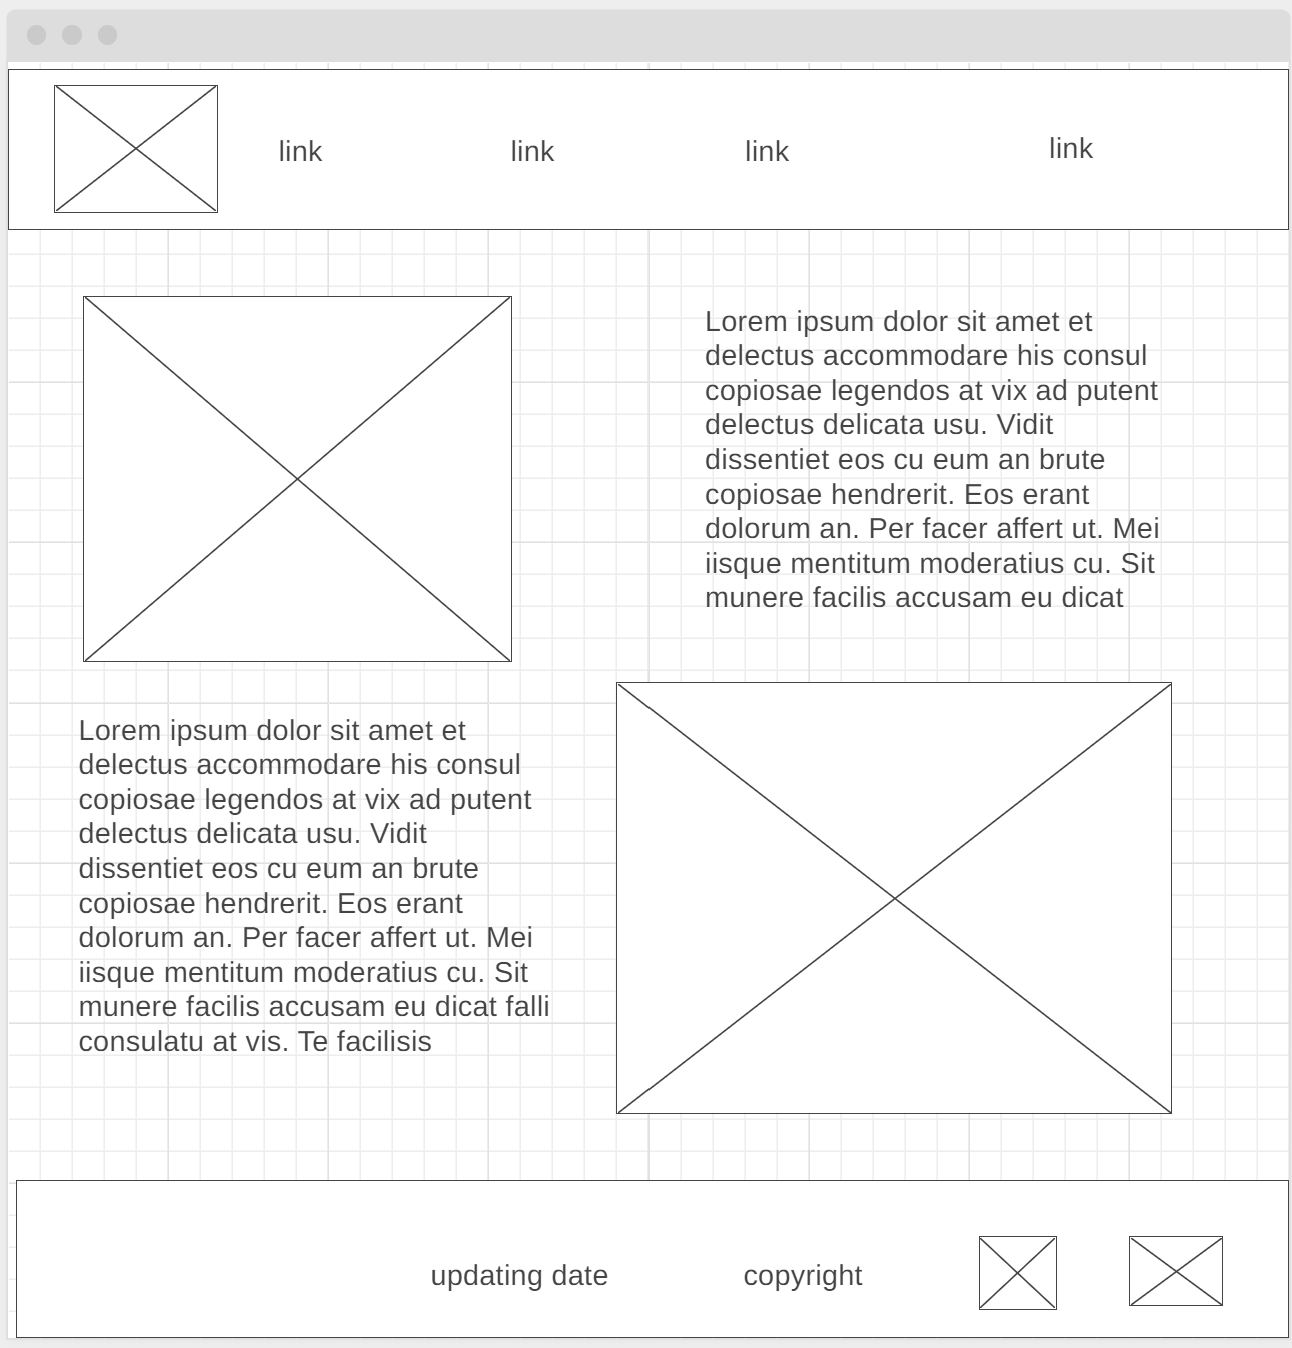 link
link
link
link
Lorem ipsum dolor sit amet et
delectus accommodare his consul
copiosae legendos at vix ad putent
delectus delicata usu. Vidit
dissentiet eos cu eum an brute
copiosae hendrerit. Eos erant
dolorum an. Per facer affert ut. Mei
iisque mentitum moderatius cu. Sit
munere facilis accusam eu dicat
Lorem ipsum dolor sit amet et
delectus accommodare his consul
copiosae legendos at vix ad putent
delectus delicata usu. Vidit
dissentiet eos cu eum an brute
copiosae hendrerit. Eos erant
dolorum an. Per facer affert ut. Mei
iisque mentitum moderatius cu. Sit
munere facilis accusam eu dicat falli
consulatu at vis. Te facilisis
updating date
copyright